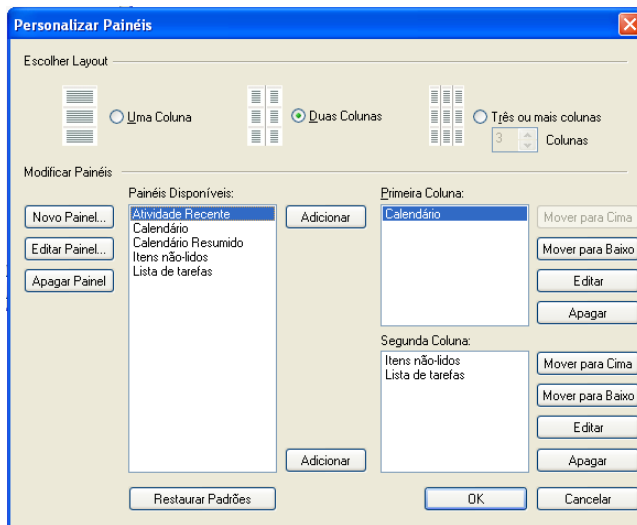 Personalizar Painéis
Escolher Layout
Uma Coluna
Duas Colunas
Três ou mais colunas
3 Colunas
Modificar Painéis
Painéis Disponíveis:
Primeira Coluna:
Novo Painel...
Editar Painel...
Apagar Painel
Atividade Recente
Calendário
Calendário Resumido
Itens não-lidos
Lista de tarefas
Adicionar
Calendário
Mover para Cima
Mover para Baixo
Editar
Apagar
Segunda Coluna:
Itens não-lidos
Lista de tarefas
Mover para Cima
Mover para Baixo
Editar
Adicionar
Apagar
Restaurar Padrões
OK
Cancelar